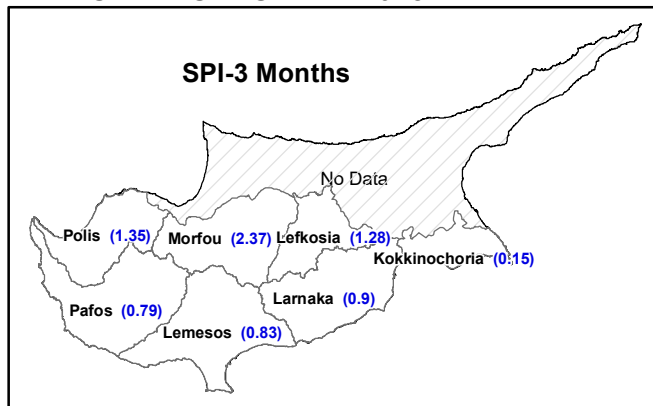 SPI-3 Months
No Data
Polis (1.35)
Morfou (2.37)
Lefkosia (1.28)
Kokkinochoria (0.15)
Pafos (0.79)
Larnaka (0.9)
Lemesos (0.83)